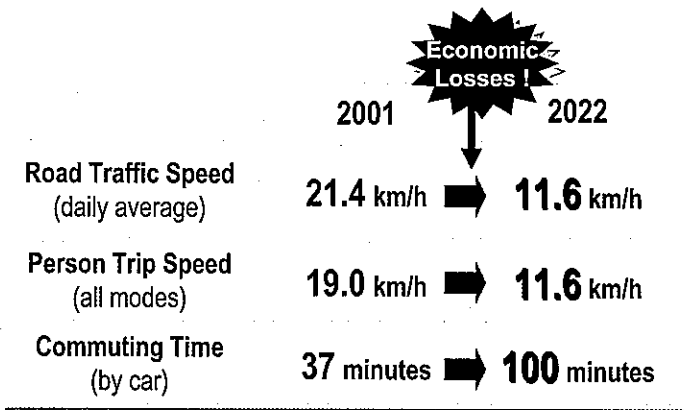 Economic
Losses !
2001 2022
Road Traffic Speed
(daily average)
21.4 km/h 11.6 km/h
Person Trip Speed
(all modes)
19.0 km/h 11.6 km/h
Commuting Time
(by car)
37 minutes 100 minutes